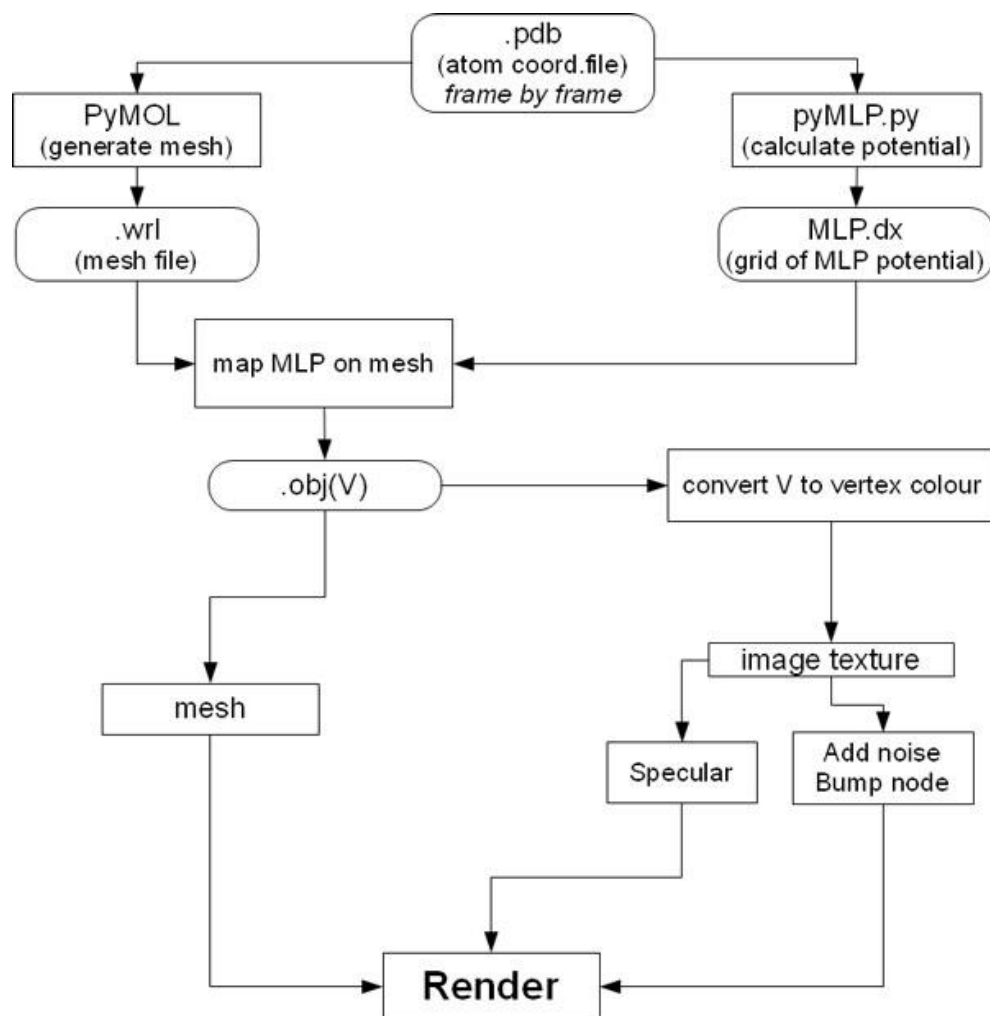 .pdb
(atom coord.file)
frame by frame
PyMOL
(generate mesh)
pyMLP.py
(calculate potential)
.wrl
(mesh file)
MLP.dx
(grid of MLP potential)
map MLP on mesh
.obj(V)
convert V to vertex colour
image texture
mesh
Specular
Add noise
Bump node
Render